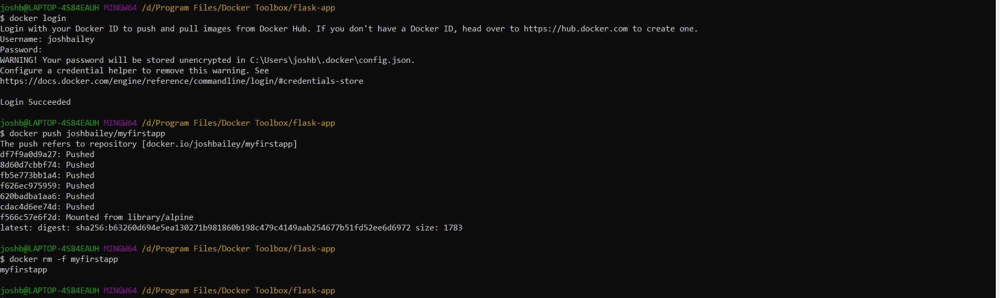 joshb@LAPTOP-4S84EAUH MINGW64 /d/Program Files/Docker Toolbox/flask-app
$ docker login
Login with your Docker ID to push and pull images from Docker Hub. If you don't have a Docker ID, head over to https://hub.docker.com to create one.
Username: joshbailey
Password:
WARNING! Your password will be stored unencrypted in C:\Users\joshb\.docker\config.json.
Configure a credential helper to remove this warning. See
https://docs.docker.com/engine/reference/commandline/login/#credentials-store
Login Succeeded
joshb@LAPTOP-4S84EAUH MINGW64 /d/Program Files/Docker Toolbox/flask-app
$ docker push joshbailey/myfirstapp
The push refers to repository [docker.io/joshbailey/myfirstapp]
df7f9a0d9a27: Pushed
8d60d7cbbf74: Pushed
fb5e773bb1a4: Pushed
f626ec975959: Pushed
620badba1aa6: Pushed
cdac4d6ee74d: Pushed
f566c57e6f2d: Mounted from library/alpine
latest: digest: sha256:b63260d694e5ea130271b981860b198c479c4149aab254677b51fd52ee6d6972 size: 1783
joshb@LAPTOP-4S84EAUH MINGW64 /d/Program Files/Docker Toolbox/flask-app
$ docker rm -f myfirstapp
myfirstapp
joshb@LAPTOP-4S84EAUH MINGW64 /d/Program Files/Docker Toolbox/flask-app